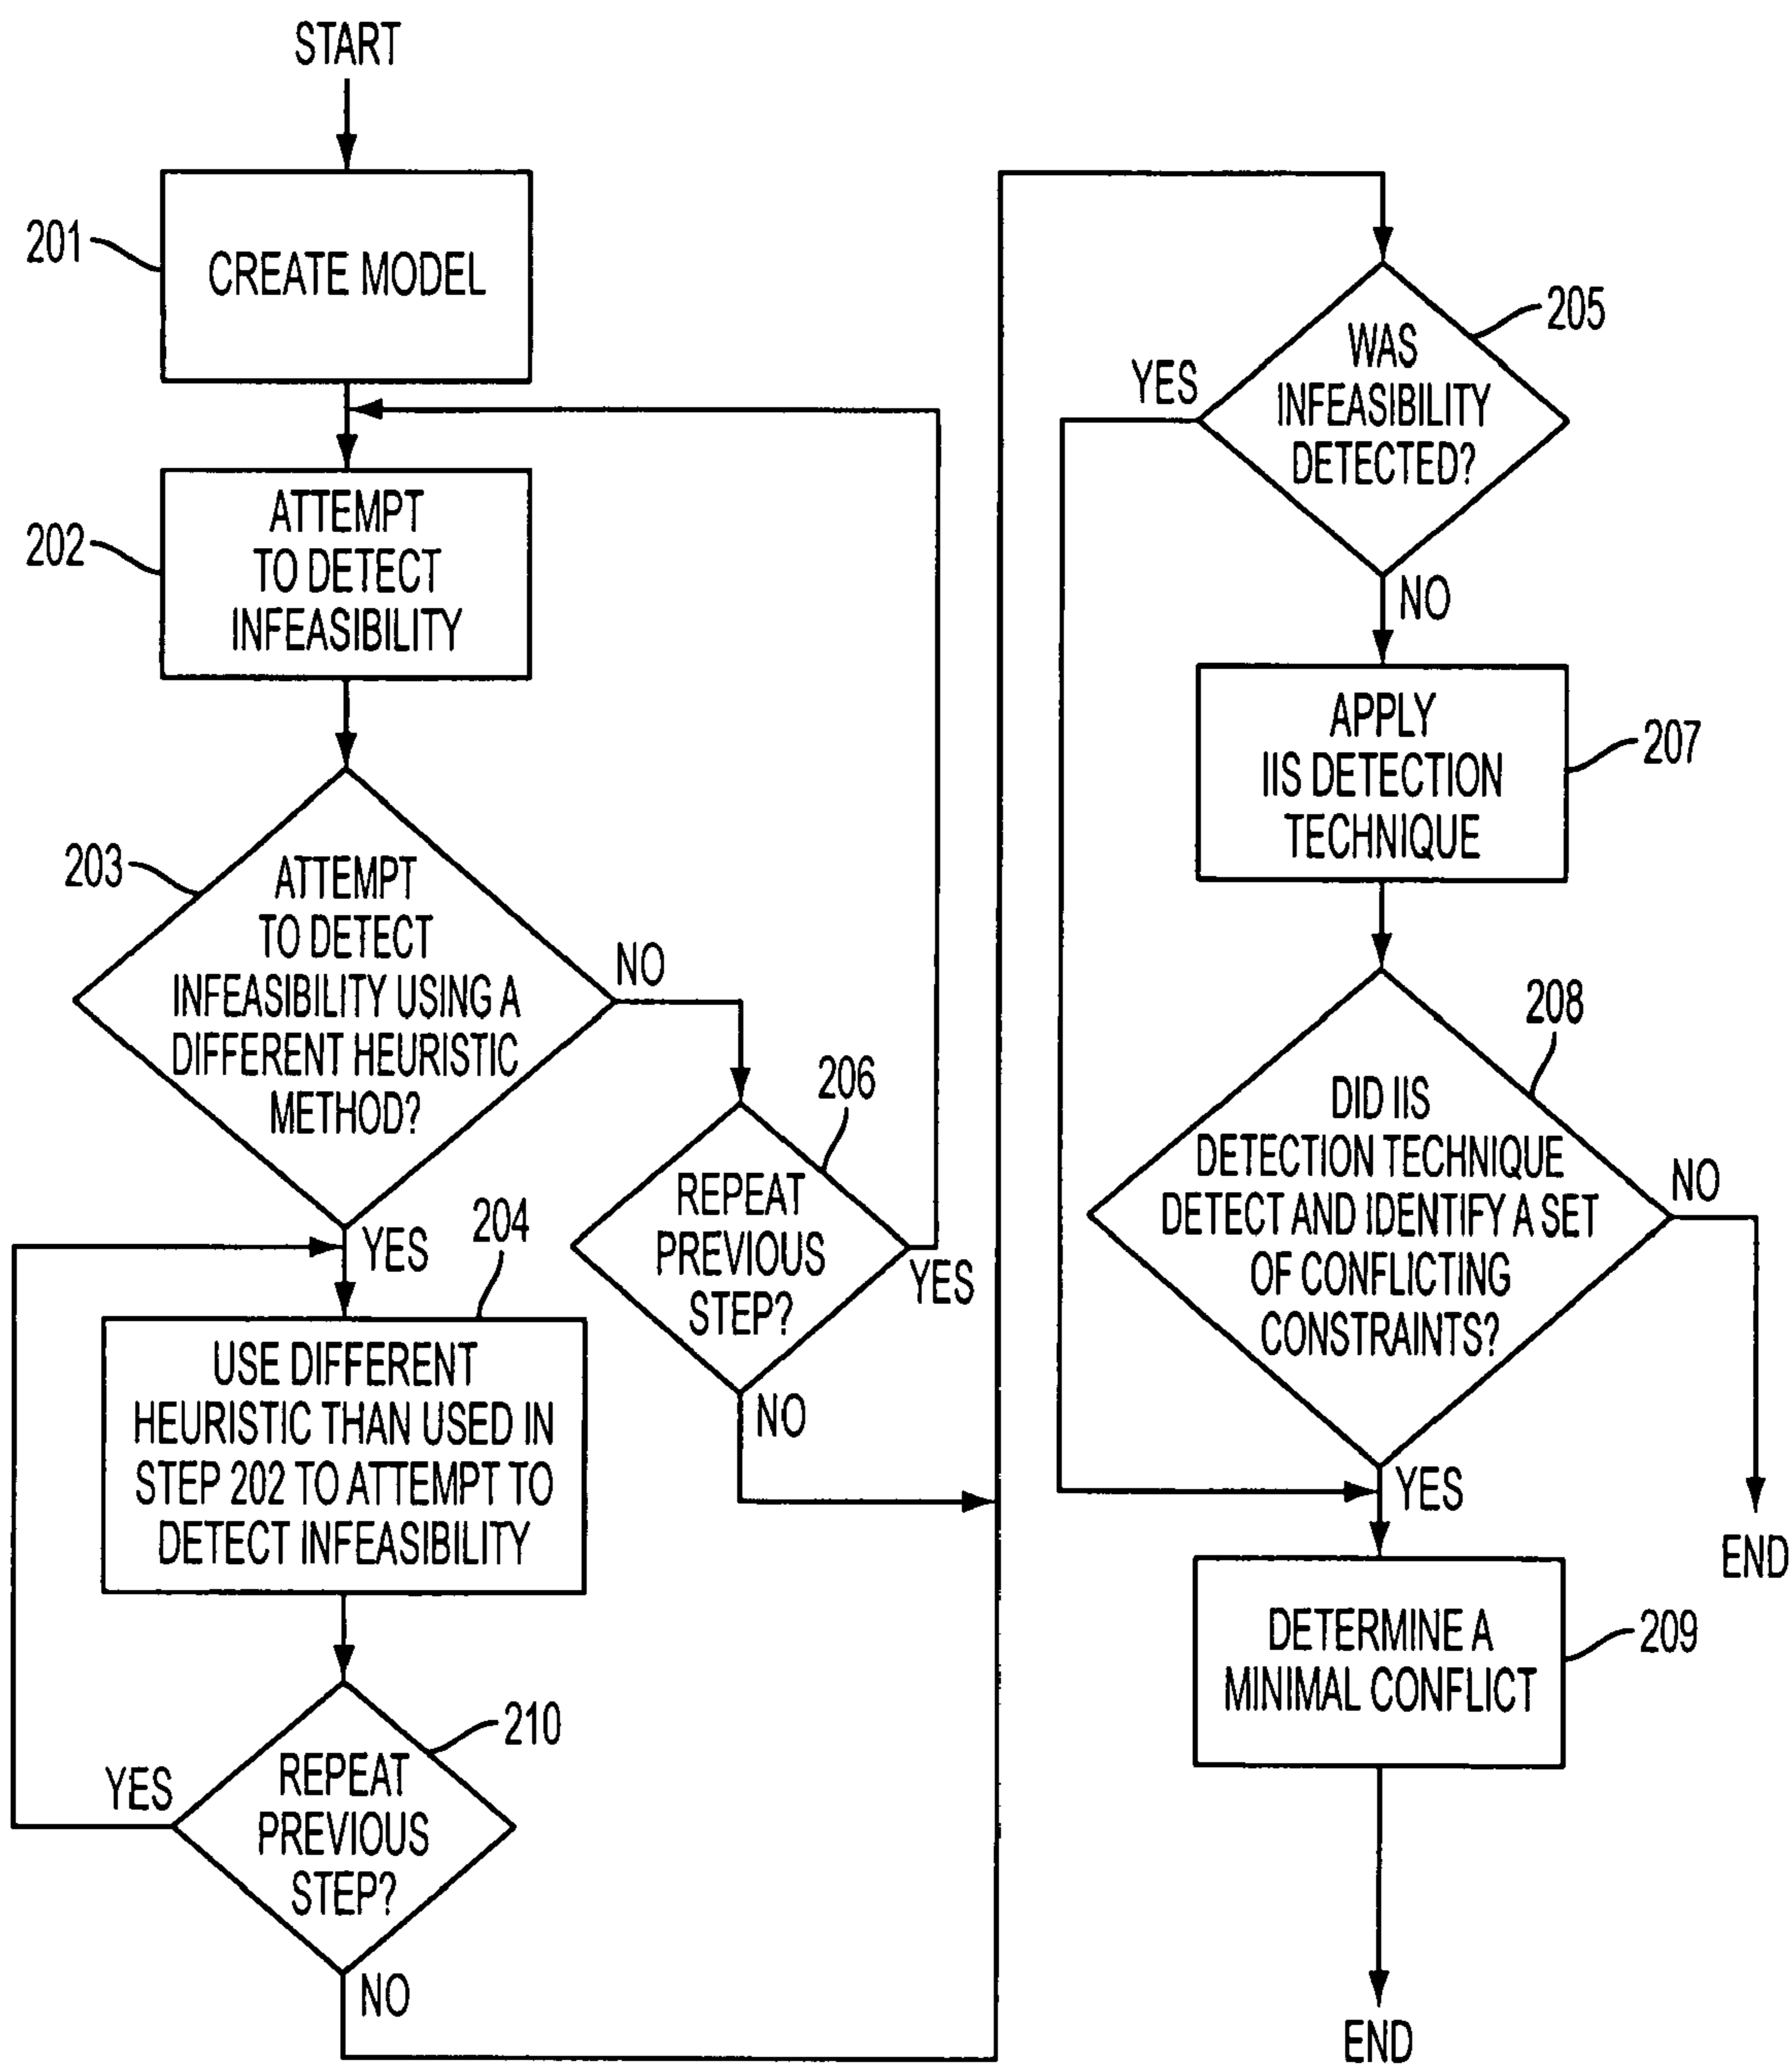 START
201
CREATE MODEL
202
ATTEMPT
TO DETECT
INFEASIBILITY
203
ATTEMPT
TO DETECT
INFEASIBILITY USING A
DIFFERENT HEURISTIC
METHOD?
NO
YES
206
REPEAT
PREVIOUS
STEP?
YES
NO
204
USE DIFFERENT
HEURISTIC THAN USED IN
STEP 202 TO ATTEMPT TO
DETECT INFEASIBILITY
210
REPEAT
PREVIOUS
STEP?
YES
NO
205
WAS
INFEASIBILITY
DETECTED?
YES
NO
207
APPLY
IIS DETECTION
TECHNIQUE
208
DID IIS
DETECTION TECHNIQUE
DETECT AND IDENTIFY A SET
OF CONFLICTING
CONSTRAINTS?
NO
YES
END
209
DETERMINE A
MINIMAL CONFLICT
END